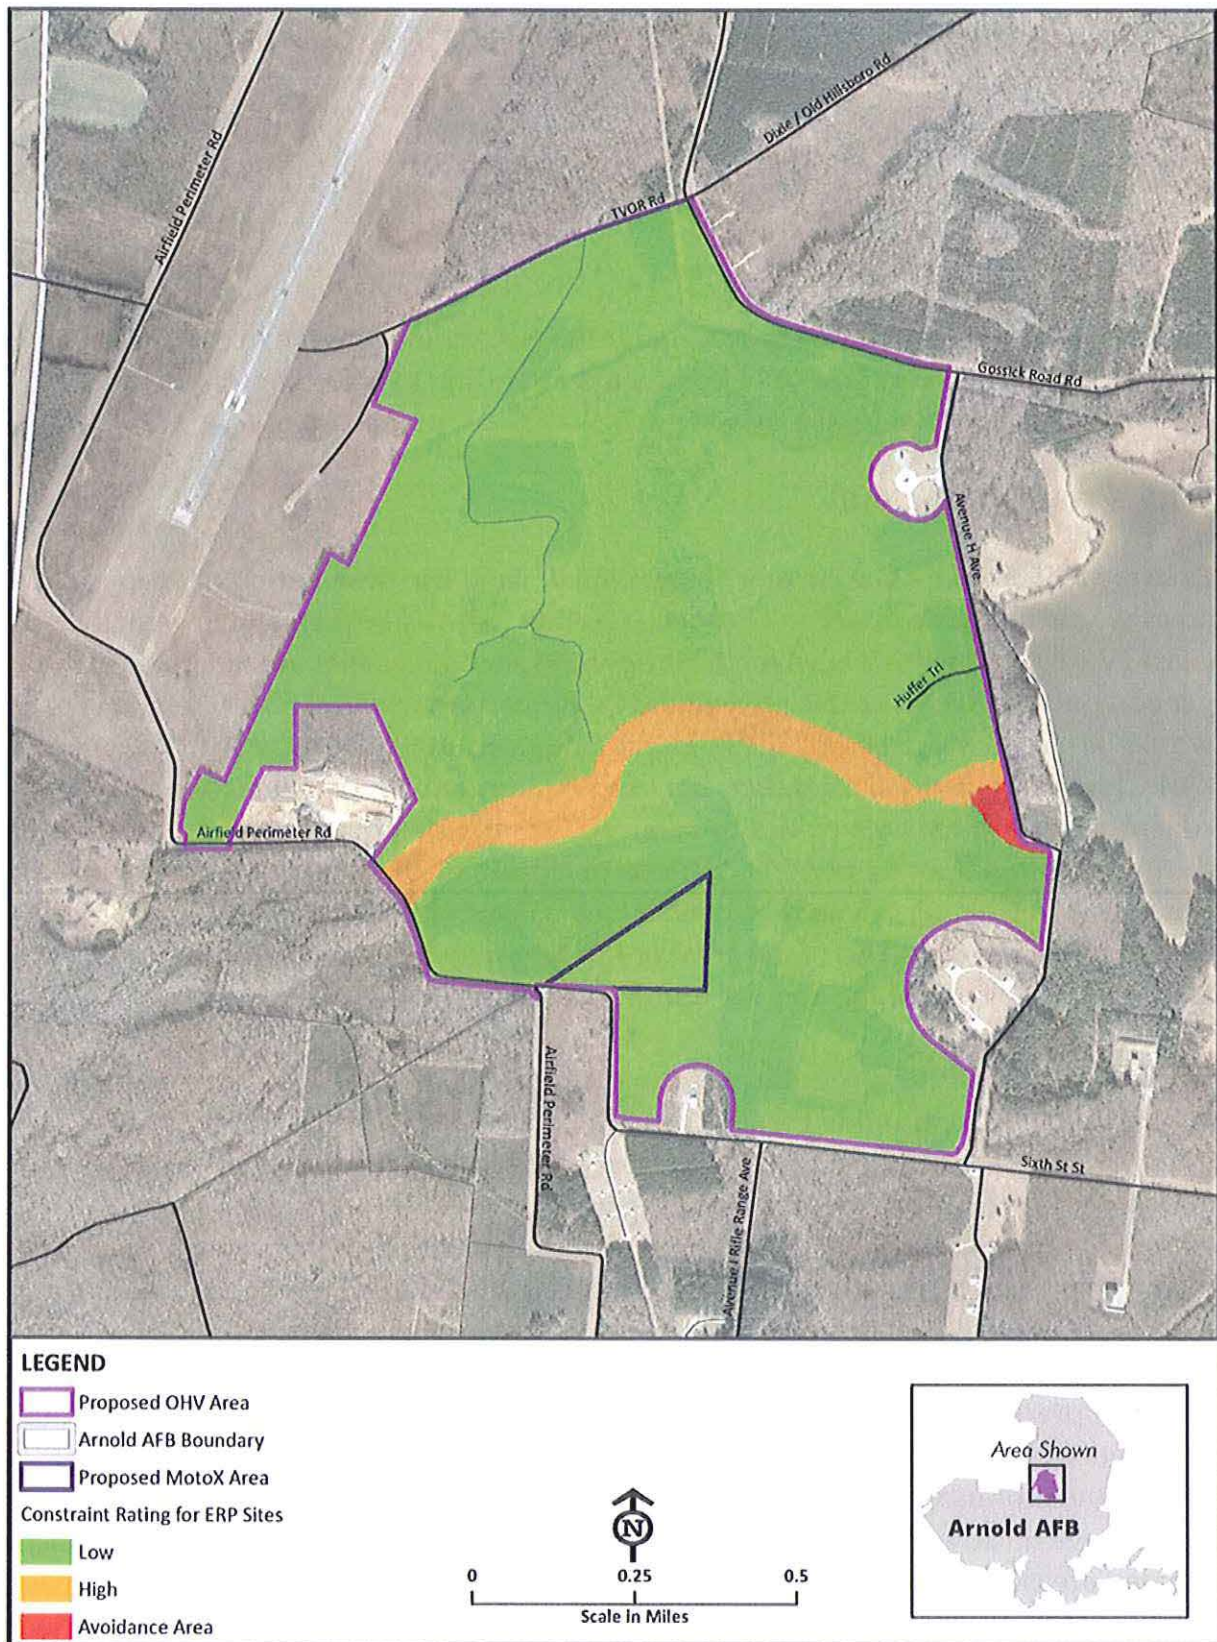 Dixie / Old Hillsboro Rd
Airfield Perimeter Rd
TVOR Rd
Gossick Road Rd
Avenue H Ave
Huffer Trl
Airfield Perimeter Rd
Airfield Perimeter Rd
Sixth St St
Avenue I Rifle Range Ave
LEGEND
Proposed OHV Area
Arnold AFB Boundary
Proposed MotoX Area
Constraint Rating for ERP Sites
Low
High
Avoidance Area
N
0 0.25 0.5
Scale in Miles
Area Shown
Arnold AFB